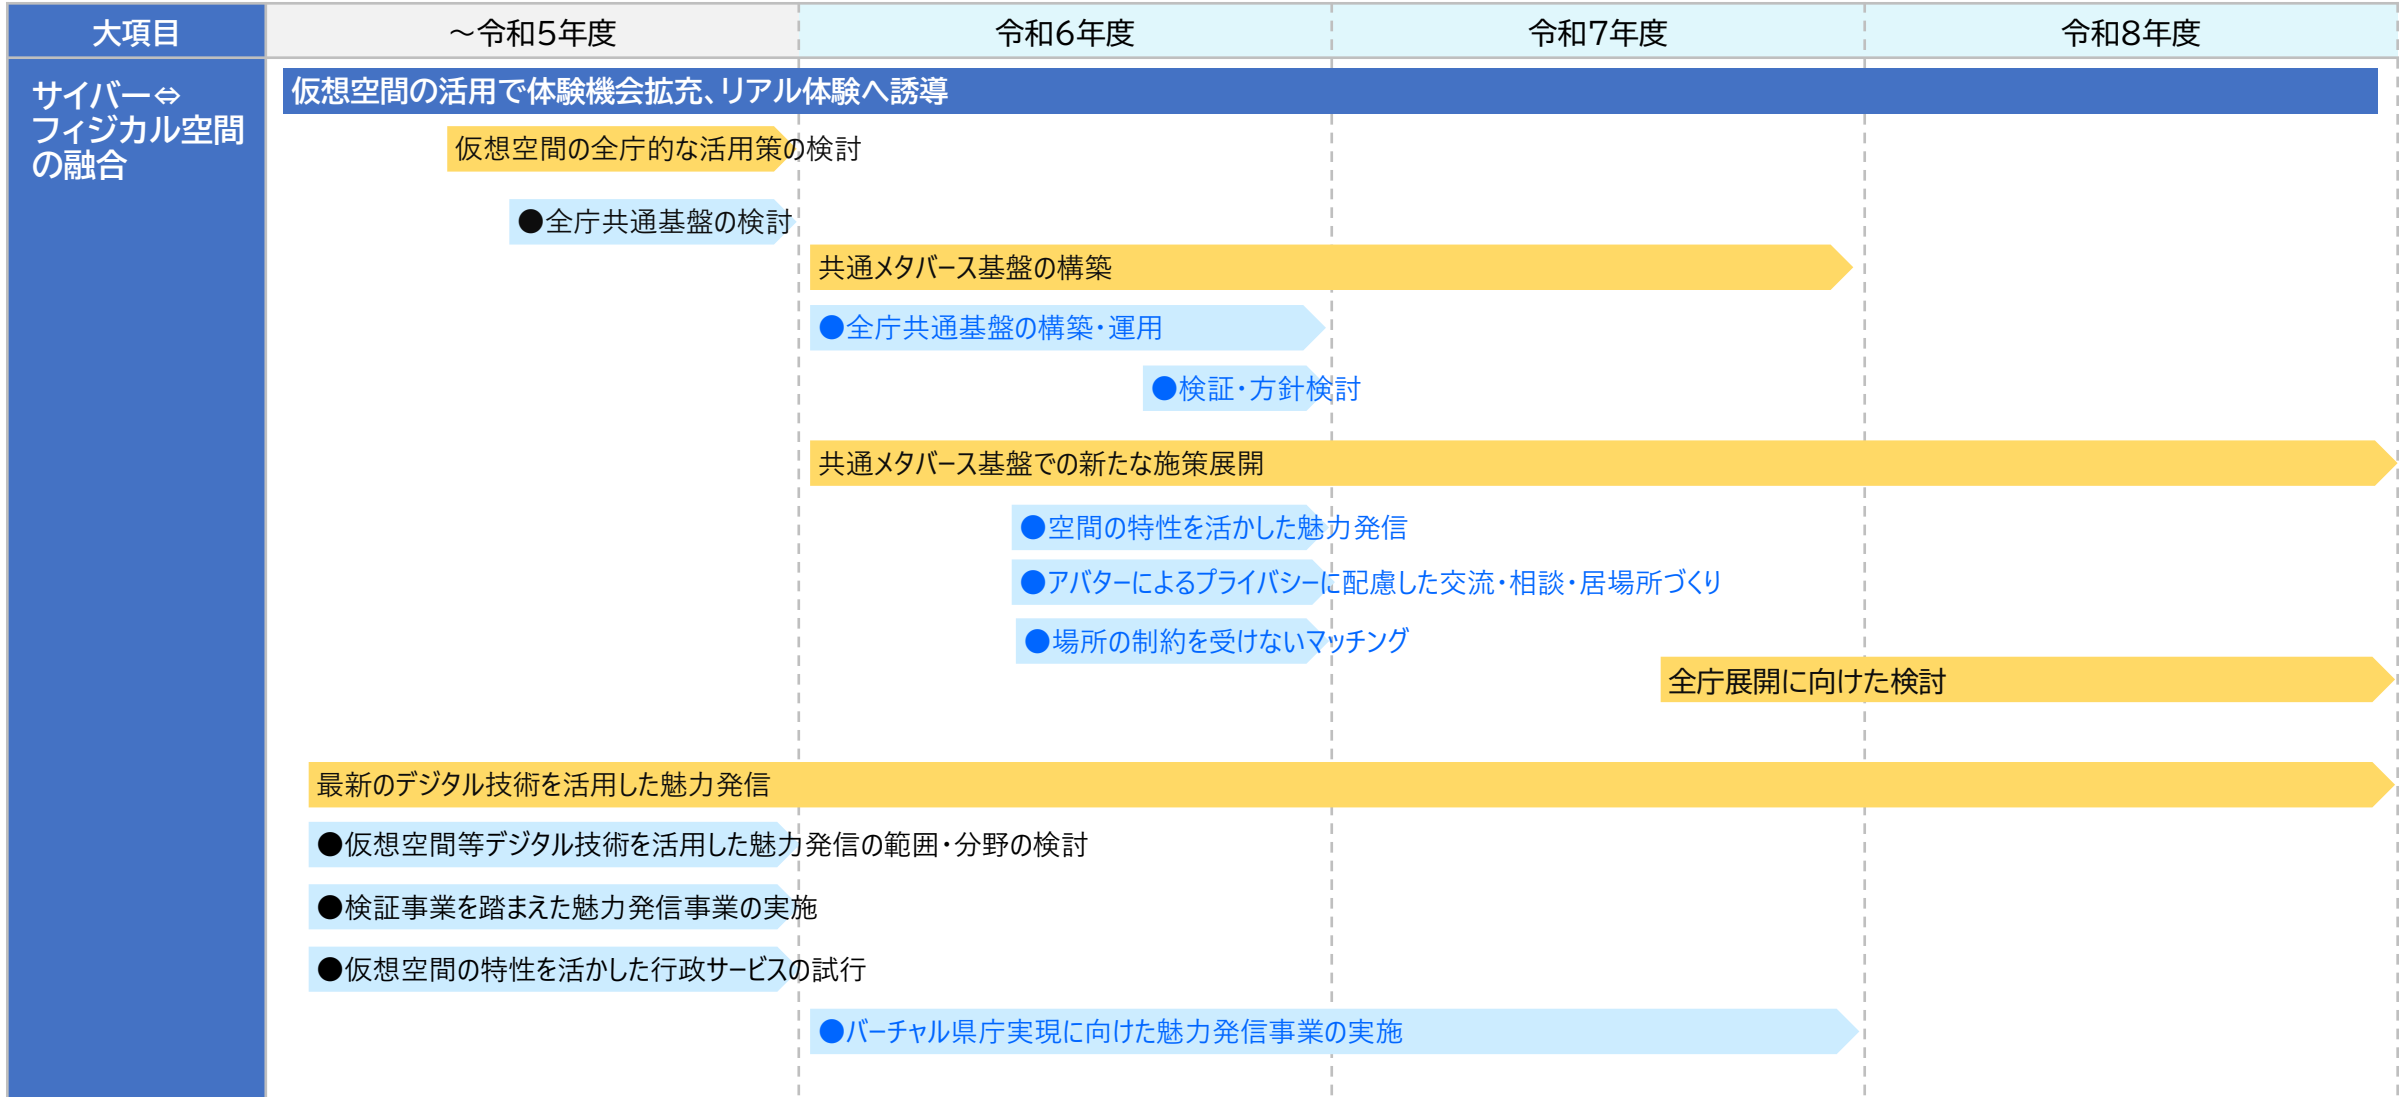 大項目
～令和5年度
令和6年度
令和7年度
令和8年度
サイバー⇔
フィジカル空間
の融合
仮想空間の活用で体験機会拡充、リアル体験へ誘導
仮想空間の全庁的な活用策の検討
●全庁共通基盤の検討
共通メタバース基盤の構築
●全庁共通基盤の構築・運用
●検証・方針検討
共通メタバース基盤での新たな施策展開
●空間の特性を活かした魅力発信
●アバターによるプライバシーに配慮した交流・相談・居場所づくり
●場所の制約を受けないマッチング
全庁展開に向けた検討
最新のデジタル技術を活用した魅力発信
●仮想空間等デジタル技術を活用した魅力発信の範囲・分野の検討
●検証事業を踏まえた魅力発信事業の実施
●仮想空間の特性を活かした行政サービスの試行
●バーチャル県庁実現に向けた魅力発信事業の実施